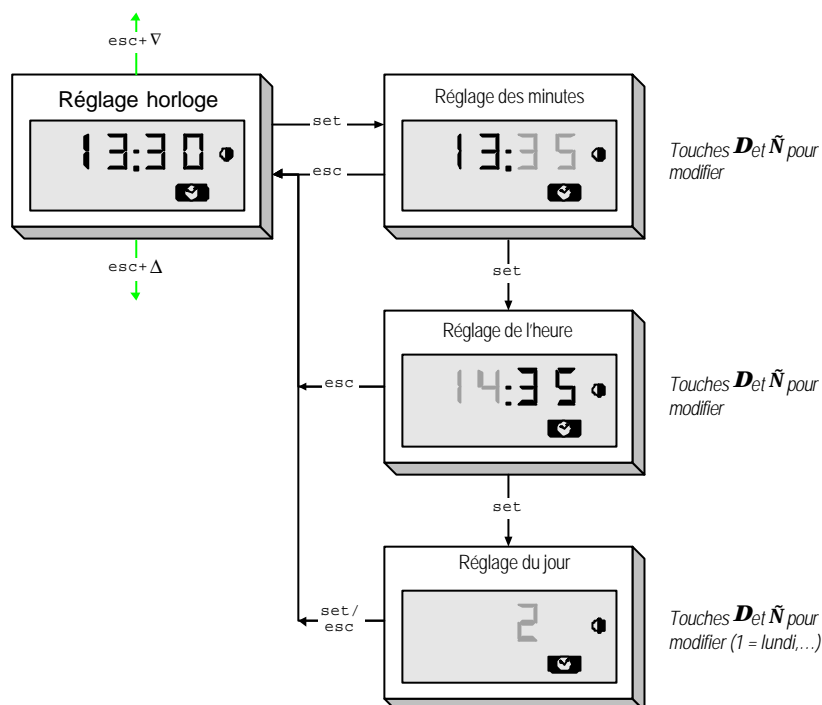 esc+∇
Réglage horloge
13:30
esc+Δ
set
esc
Réglage des minutes
13:35
Touches D et Ñ pour
modifier
set
Réglage de l'heure
14:35
esc
Touches D et Ñ pour
modifier
set
Réglage du jour
2
set/
esc
Touches D et Ñ pour
modifier (1 = lundi,…)